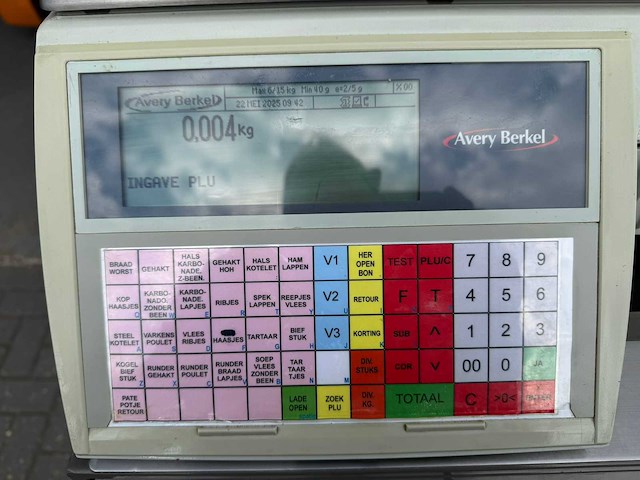 Max 6/15 kg Min 40 g e=2/5 g
Avery Berkel
22 MEI 2025 09:42
0,004 kg
INGAVE PLU
Avery Berkel
BRAAD WORST
GEHAKT
HALS KARBO- NADE. Z-BEEN.
GEHAKT HOH
HALS KOTELET
HAM LAPPEN
V1
HER OPEN BON
TEST
PLU/C
7
8
9
KOP HAASJES
KARBO- NADO. ZONDER BEEN
KARBO- NADE. LAPJES
RIBJES
SPEK LAPPEN
REEPJES VLEES
V2
RETOUR
F
T
4
5
6
STEEL KOTELET
VARKENS POULET
VLEES RIBJES
HAASJES
TARTAAR
BIEF STUK
V3
KORTING
SUB
^
1
2
3
KOGEL BIEF STUK
RUNDER GEHAKT
RUNDER POULET
RUNDER BRAAD LAPJES
SOEP VLEES ZONDER BEEN
TAR TAAR TJES
DIV. STUKS
COR.
v
00
0
JA
PATE POTJE RETOUR
LADE OPEN
ZOEK PLU
DIV. KG.
TOTAAL
C
>0<